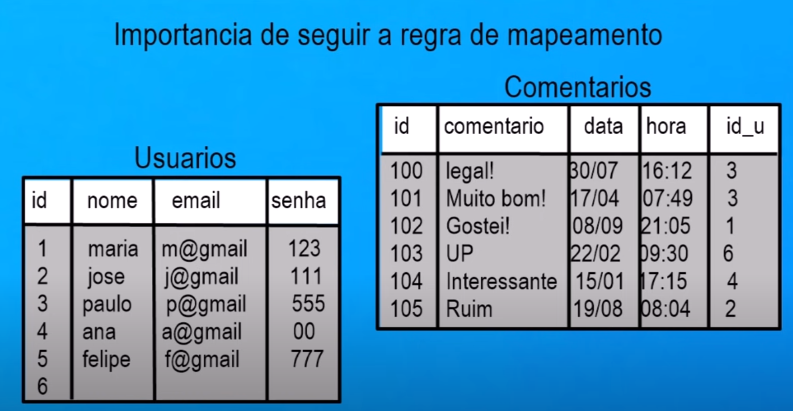 Importancia de seguir a regra de mapeamento
Usuarios
id nome email senha
1 maria m@gmail 123
2 jose j@gmail 111
3 paulo p@gmail 555
4 ana a@gmail 00
5 felipe f@gmail 777
6
Comentarios
id comentario data hora id_u
100 legal! 30/07 16:12 3
101 Muito bom! 17/04 07:49 3
102 Gostei! 08/09 21:05 1
103 UP 22/02 09:30 6
104 Interessante 15/01 17:15 4
105 Ruim 19/08 08:04 2